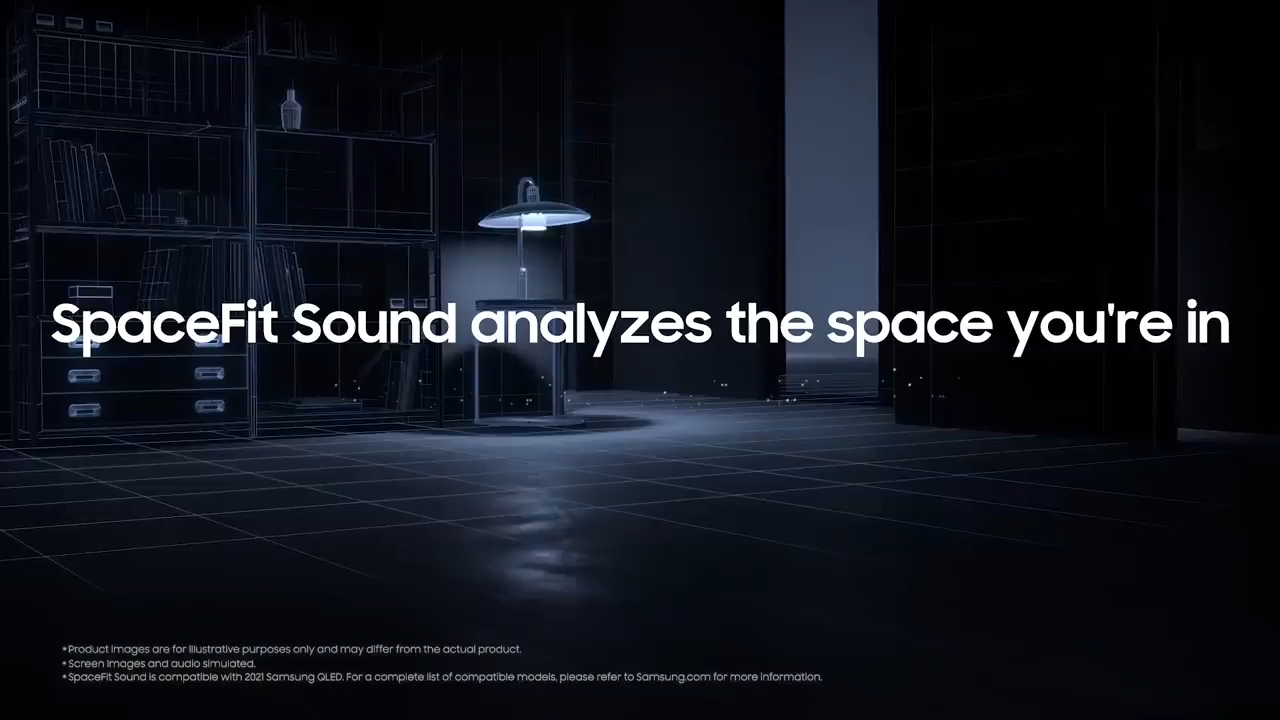 SpaceFit Sound analyzes the space you're in
*Product images are for illustrative purposes only and may differ from the actual product.
*Screen images and audio simulated.
*SpaceFit Sound is compatible with 2021 Samsung QLED. For a complete list of compatible models, please refer to Samsung.com for more information.